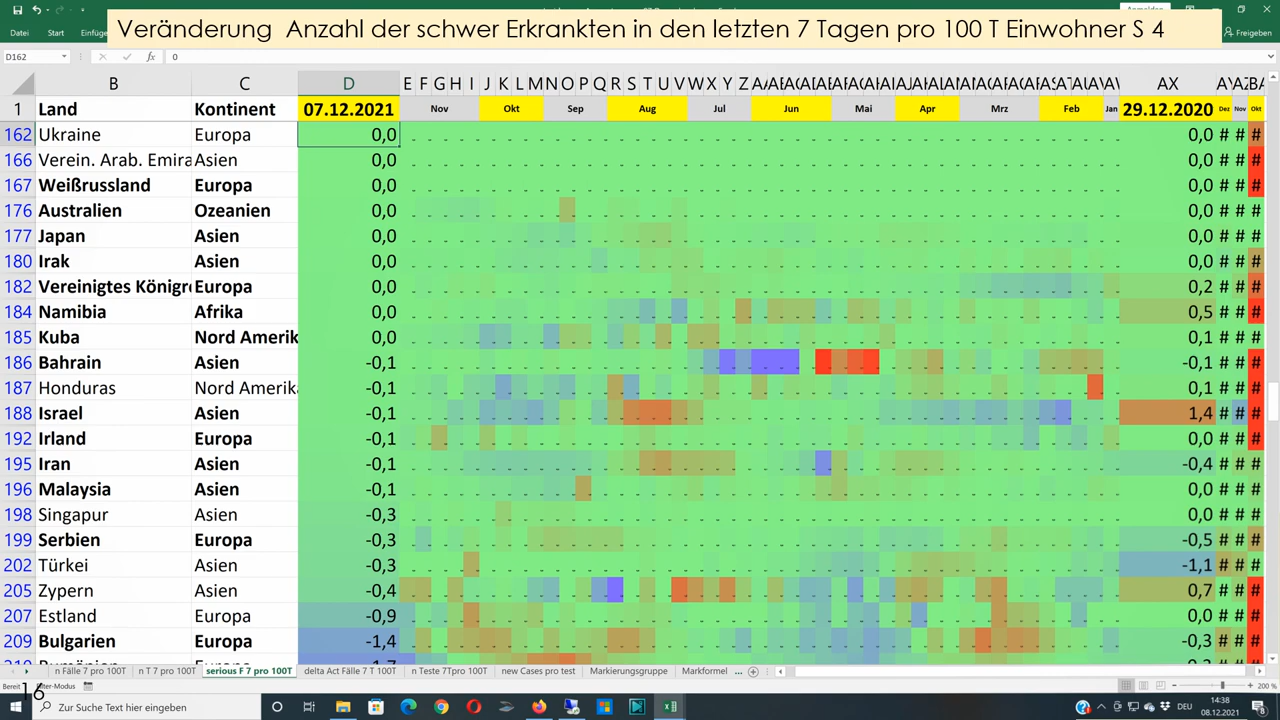 Veränderung Anzahl der schwer Erkrankten in den letzten 7 Tagen pro 100 T Einwohner S 4
Datei Start Einfüge Freigeben
D162 fx 0
B C D E F G H I J K L M N O P Q R S T U V W X Y Z AX
1 Land Kontinent 07.12.2021 Nov Okt Sep Aug Jul Jun Mai Apr Mrz Feb Jan 29.12.2020 Dez Nov Okt
162 Ukraine Europa 0,0 0,0 # # #
166 Verein. Arab. Emira Asien 0,0 0,0 # # #
167 Weißrussland Europa 0,0 0,0 # # #
176 Australien Ozeanien 0,0 0,0 # # #
177 Japan Asien 0,0 0,0 # # #
180 Irak Asien 0,0 0,0 # # #
182 Vereinigtes Königre Europa 0,0 0,2 # # #
184 Namibia Afrika 0,0 0,5 # # #
185 Kuba Nord Amerik 0,0 0,1 # # #
186 Bahrain Asien -0,1 -0,1 # # #
187 Honduras Nord Amerika -0,1 0,1 # # #
188 Israel Asien -0,1 1,4 # # #
192 Irland Europa -0,1 0,0 # # #
195 Iran Asien -0,1 -0,4 # # #
196 Malaysia Asien -0,1 0,0 # # #
198 Singapur Asien -0,3 0,0 # # #
199 Serbien Europa -0,3 -0,5 # # #
202 Türkei Asien -0,3 -1,1 # # #
205 Zypern Asien -0,4 0,7 # # #
207 Estland Europa -0,9 0,0 # # #
209 Bulgarien Europa -1,4 -0,3 # # #
n Fälle 7 pro 100T n T 7 pro 100T serious F 7 pro 100T delta Act Fälle 7 T 100T n Teste 7Tpro 100T new Cases pro test Markierungsgruppe Markformel ...
Bereit ilter-Modus 200 %
16
Zur Suche Text hier eingeben DEU 14:38
08.12.2021